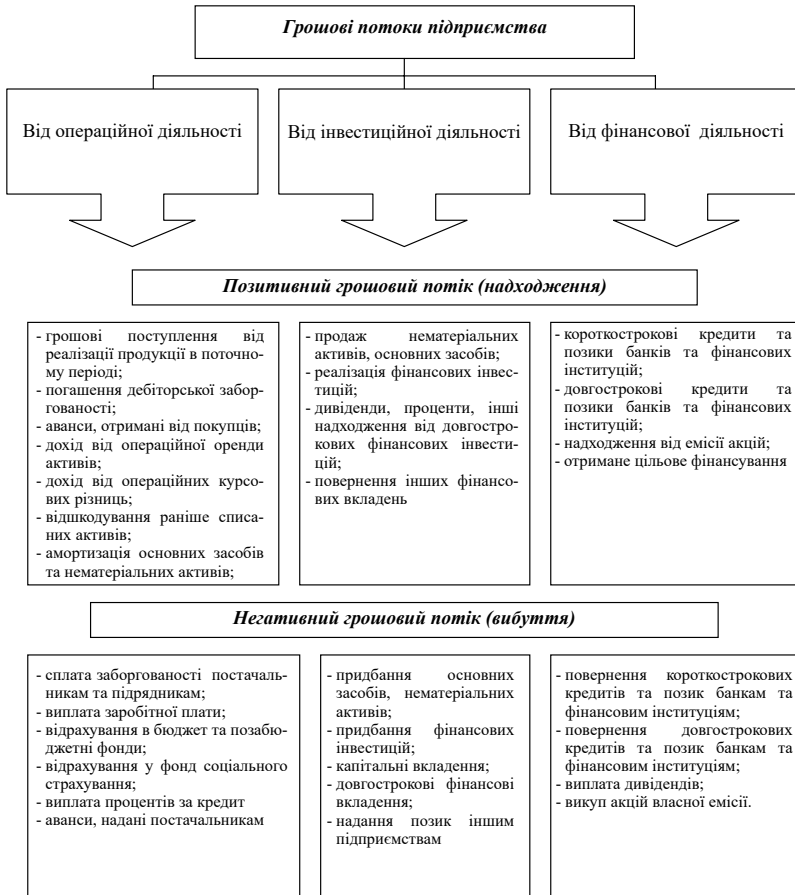 Грошові потоки підприємства
Від операційної діяльності
Від інвестиційної діяльності
Від фінансової діяльності
Позитивний грошовий потік (надходження)
- грошові поступлення від
реалізації продукції в поточно-
му періоді;
- погашення дебіторської забор-
гованості;
- аванси, отримані від покупців;
- дохід від операційної оренди
активів;
- дохід від операційних курсо-
вих різниць;
- відшкодування раніше списа-
них активів;
- амортизація основних засобів
та нематеріальних активів;
- продаж нематеріальних
активів, основних засобів;
- реалізація фінансових інвес-
тицій;
- дивіденди, проценти, інші
надходження від довгостро-
кових фінансових інвести-
цій;
- повернення інших фінансо-
вих вкладень
- короткострокові кредити та
позики банків та фінансових
інституцій;
- довгострокові кредити та
позики банків та фінансових
інституцій;
- надходження від емісії акцій;
- отримане цільове фінансування
Негативний грошовий потік (вибуття)
- сплата заборгованості постачаль-
никам та підрядникам;
- виплата заробітної плати;
- відрахування в бюджет та позабю-
джетні фонди;
- відрахування у фонд соціального
страхування;
- виплата процентів за кредит
- аванси, надані постачальникам
- придбання основних
засобів, нематеріальних
активів;
- придбання фінансових
інвестицій;
- капітальні вкладення;
- довгострокові фінансові
вкладення;
- надання позик іншим
підприємствам
- повернення короткострокових
кредитів та позик банкам та
фінансовим інституціям;
- повернення довгострокових
кредитів та позик банкам та
фінансовим інституціям;
- виплата дивідендів;
- викуп акцій власної емісії.